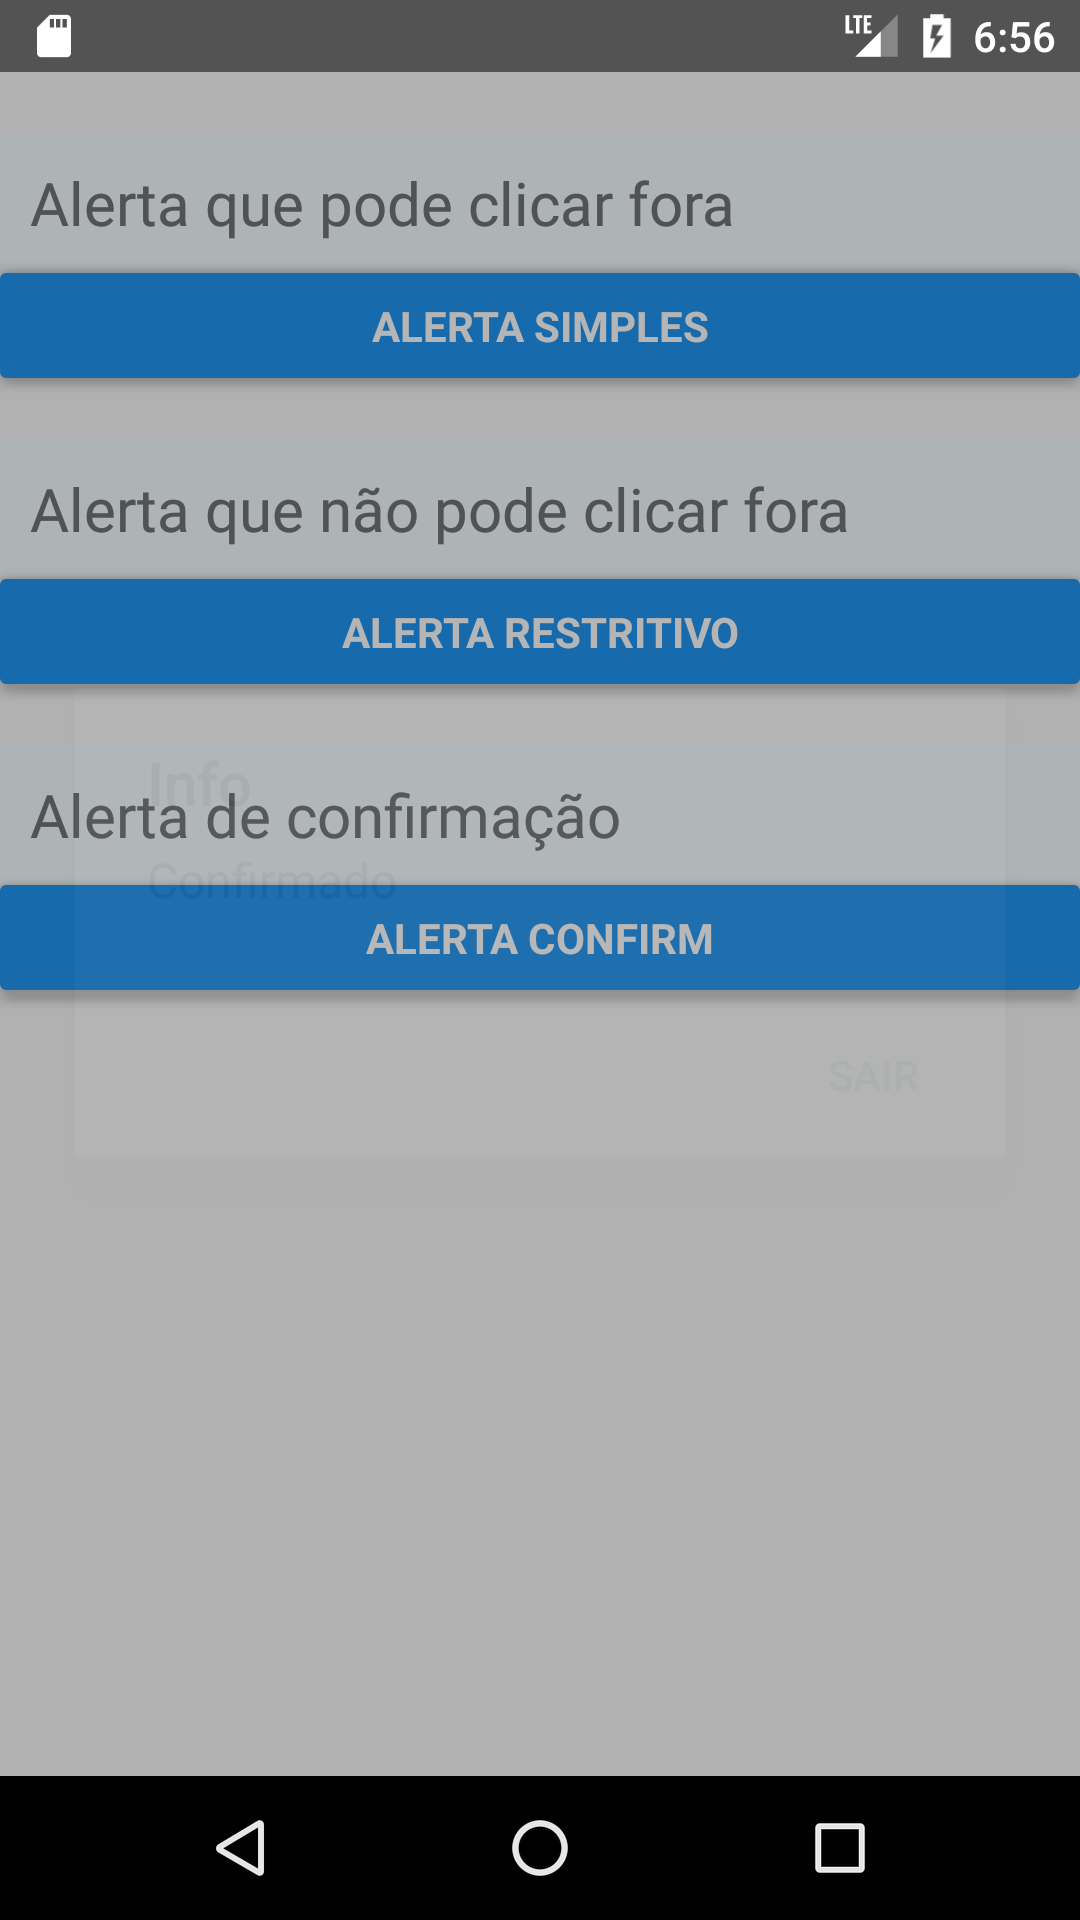 LTE 6:56
Alerta que pode clicar fora
ALERTA SIMPLES
Alerta que não pode clicar fora
ALERTA RESTRITIVO
Info
Alerta de confirmação
Confirmado
ALERTA CONFIRM
SAIR